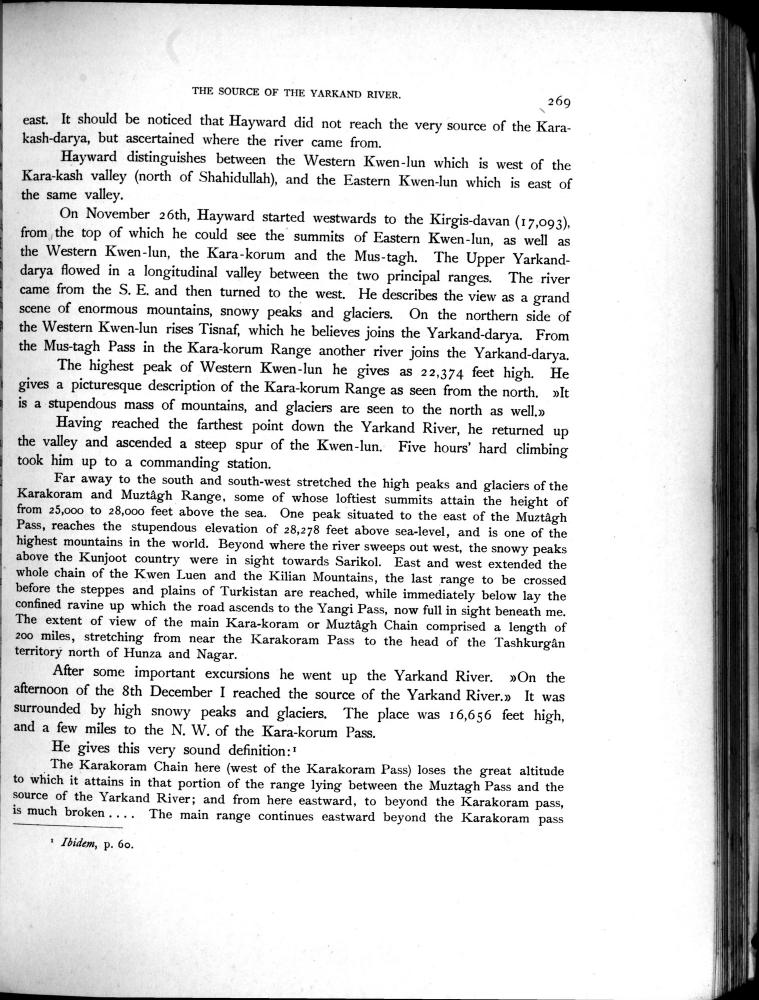 THE SOURCE OF THE YARKAND RIVER.
269
east. It should be noticed that Hayward did not reach the very source of the Kara-
kash-darya, but ascertained where the river came from.
Hayward distinguishes between the Western Kwen-lun which is west of the
Kara-kash valley (north of Shahidullah), and the Eastern Kwen-lun which is east of
the same valley.
On November 26th, Hayward started westwards to the Kirgis-davan (17,093),
from the top of which he could see the summits of Eastern Kwen-lun, as well as
the Western Kwen-lun, the Kara-korum and the Mus-tagh. The Upper Yarkand-
darya flowed in a longitudinal valley between the two principal ranges. The river
came from the S. E. and then turned to the west. He describes the view as a grand
scene of enormous mountains, snowy peaks and glaciers. On the northern side of
the Western Kwen-lun rises Tisnaf, which he believes joins the Yarkand-darya. From
the Mus-tagh Pass in the Kara-korum Range another river joins the Yarkand-darya.
The highest peak of Western Kwen-lun he gives as 22,374 feet high. He
gives a picturesque description of the Kara-korum Range as seen from the north. »It
is a stupendous mass of mountains, and glaciers are seen to the north as well.»
Having reached the farthest point down the Yarkand River, he returned up
the valley and ascended a steep spur of the Kwen-lun. Five hours' hard climbing
took him up to a commanding station.
Far away to the south and south-west stretched the high peaks and glaciers of the
Karakoram and Muztâgh Range, some of whose loftiest summits attain the height of
from 25,000 to 28,000 feet above the sea. One peak situated to the east of the Muztâgh
Pass, reaches the stupendous elevation of 28,278 feet above sea-level, and is one of the
highest mountains in the world. Beyond where the river sweeps out west, the snowy peaks
above the Kunjoot country were in sight towards Sarikol. East and west extended the
whole chain of the Kwen Luen and the Kilian Mountains, the last range to be crossed
before the steppes and plains of Turkistan are reached, while immediately below lay the
confined ravine up which the road ascends to the Yangi Pass, now full in sight beneath me.
The extent of view of the main Kara-koram or Muztâgh Chain comprised a length of
200 miles, stretching from near the Karakoram Pass to the head of the Tashkurgân
territory north of Hunza and Nagar.
After some important excursions he went up the Yarkand River. »On the
afternoon of the 8th December I reached the source of the Yarkand River.» It was
surrounded by high snowy peaks and glaciers. The place was 16,656 feet high,
and a few miles to the N. W. of the Kara-korum Pass.
He gives this very sound definition:¹
The Karakoram Chain here (west of the Karakoram Pass) loses the great altitude
to which it attains in that portion of the range lying between the Muztagh Pass and the
source of the Yarkand River; and from here eastward, to beyond the Karakoram pass,
is much broken .... The main range continues eastward beyond the Karakoram pass
¹ Ibidem, p. 60.